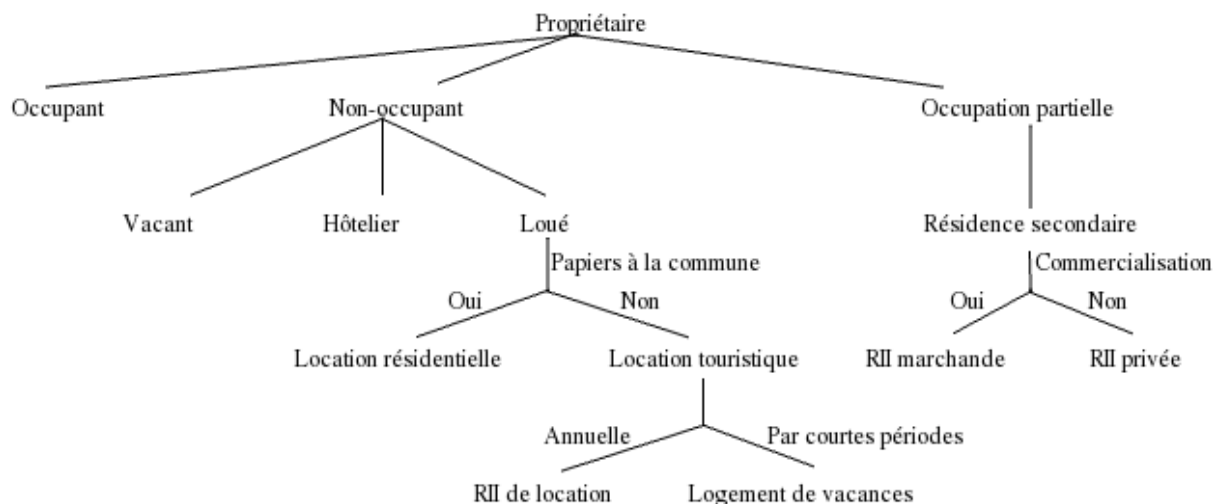 Propriétaire
Occupant
Non-occupant
Occupation partielle
Vacant
Hôtelier
Loué
Résidence secondaire
Papiers à la commune
Commercialisation
Oui
Non
Oui
Non
Location résidentielle
Location touristique
RII marchande
RII privée
Annuelle
Par courtes périodes
RII de location
Logement de vacances